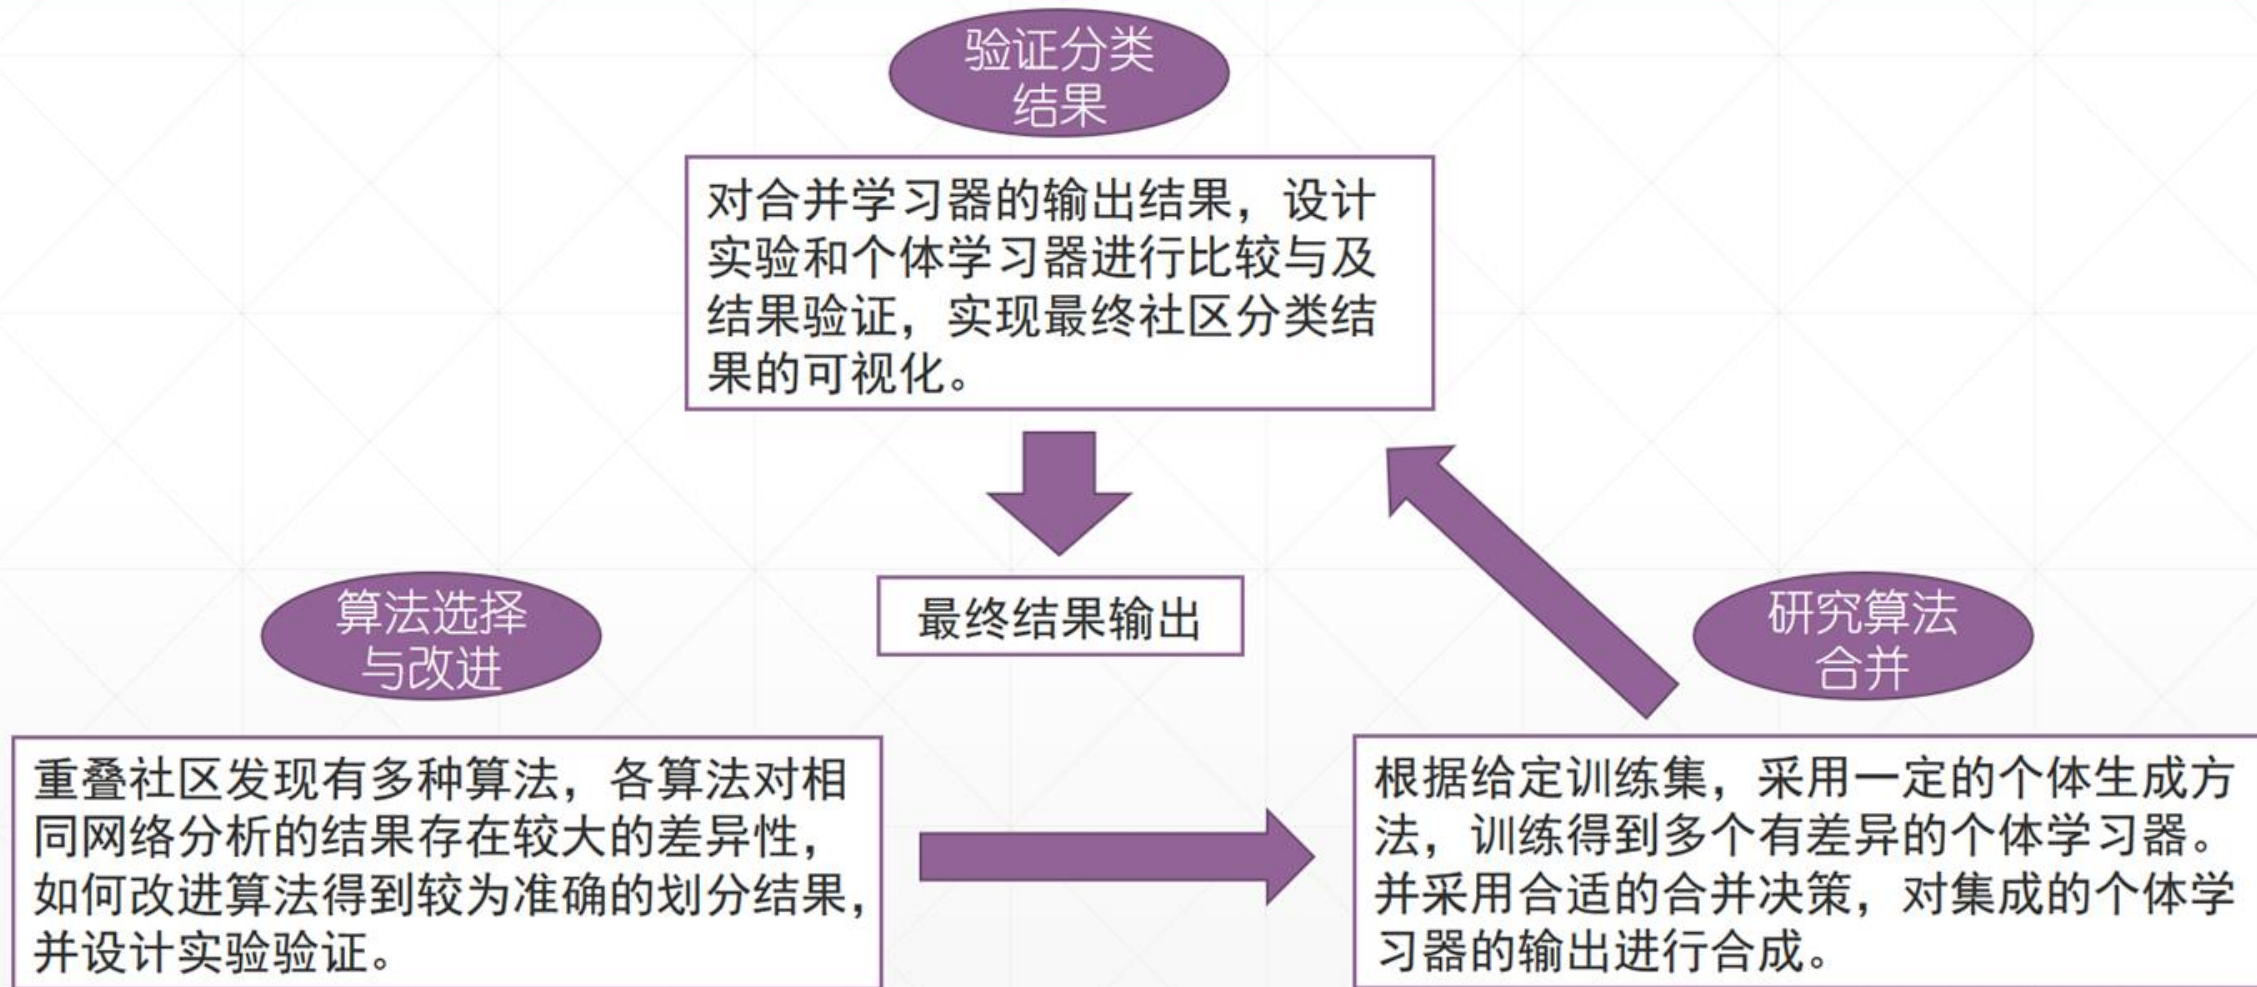 验证分类
结果
对合并学习器的输出结果，设计
实验和个体学习器进行比较与及
结果验证，实现最终社区分类结
果的可视化。
最终结果输出
算法选择
与改进
重叠社区发现有多种算法，各算法对相
同网络分析的结果存在较大的差异性，
如何改进算法得到较为准确的划分结果，
并设计实验验证。
研究算法
合并
根据给定训练集，采用一定的个体生成方
法，训练得到多个有差异的个体学习器。
并采用合适的合并决策，对集成的个体学
习器的输出进行合成。